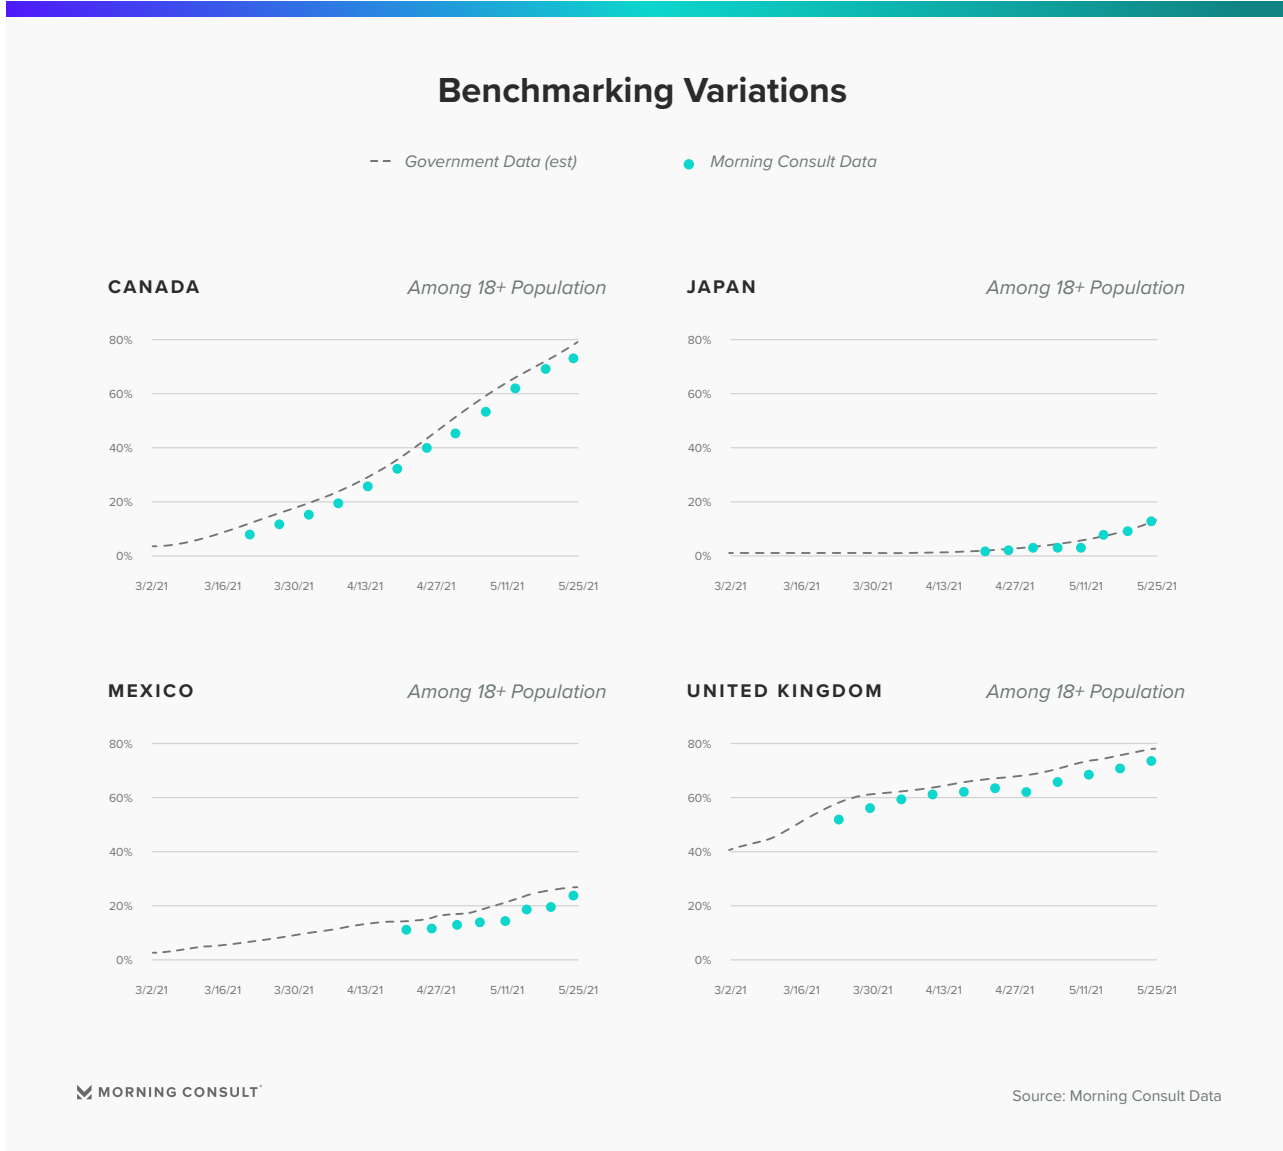 Benchmarking Variations
Government Data (est) Morning Consult Data
CANADA Among 18+ Population
80%
60%
40%
20%
0%
3/2/21 3/16/21 3/30/21 4/13/21 4/27/21 5/11/21 5/25/21
JAPAN Among 18+ Population
80%
60%
40%
20%
0%
3/2/21 3/16/21 3/30/21 4/13/21 4/27/21 5/11/21 5/25/21
MEXICO Among 18+ Population
80%
60%
40%
20%
0%
3/2/21 3/16/21 3/30/21 4/13/21 4/27/21 5/11/21 5/25/21
UNITED KINGDOM Among 18+ Population
80%
60%
40%
20%
0%
3/2/21 3/16/21 3/30/21 4/13/21 4/27/21 5/11/21 5/25/21
MORNING CONSULT
Source: Morning Consult Data